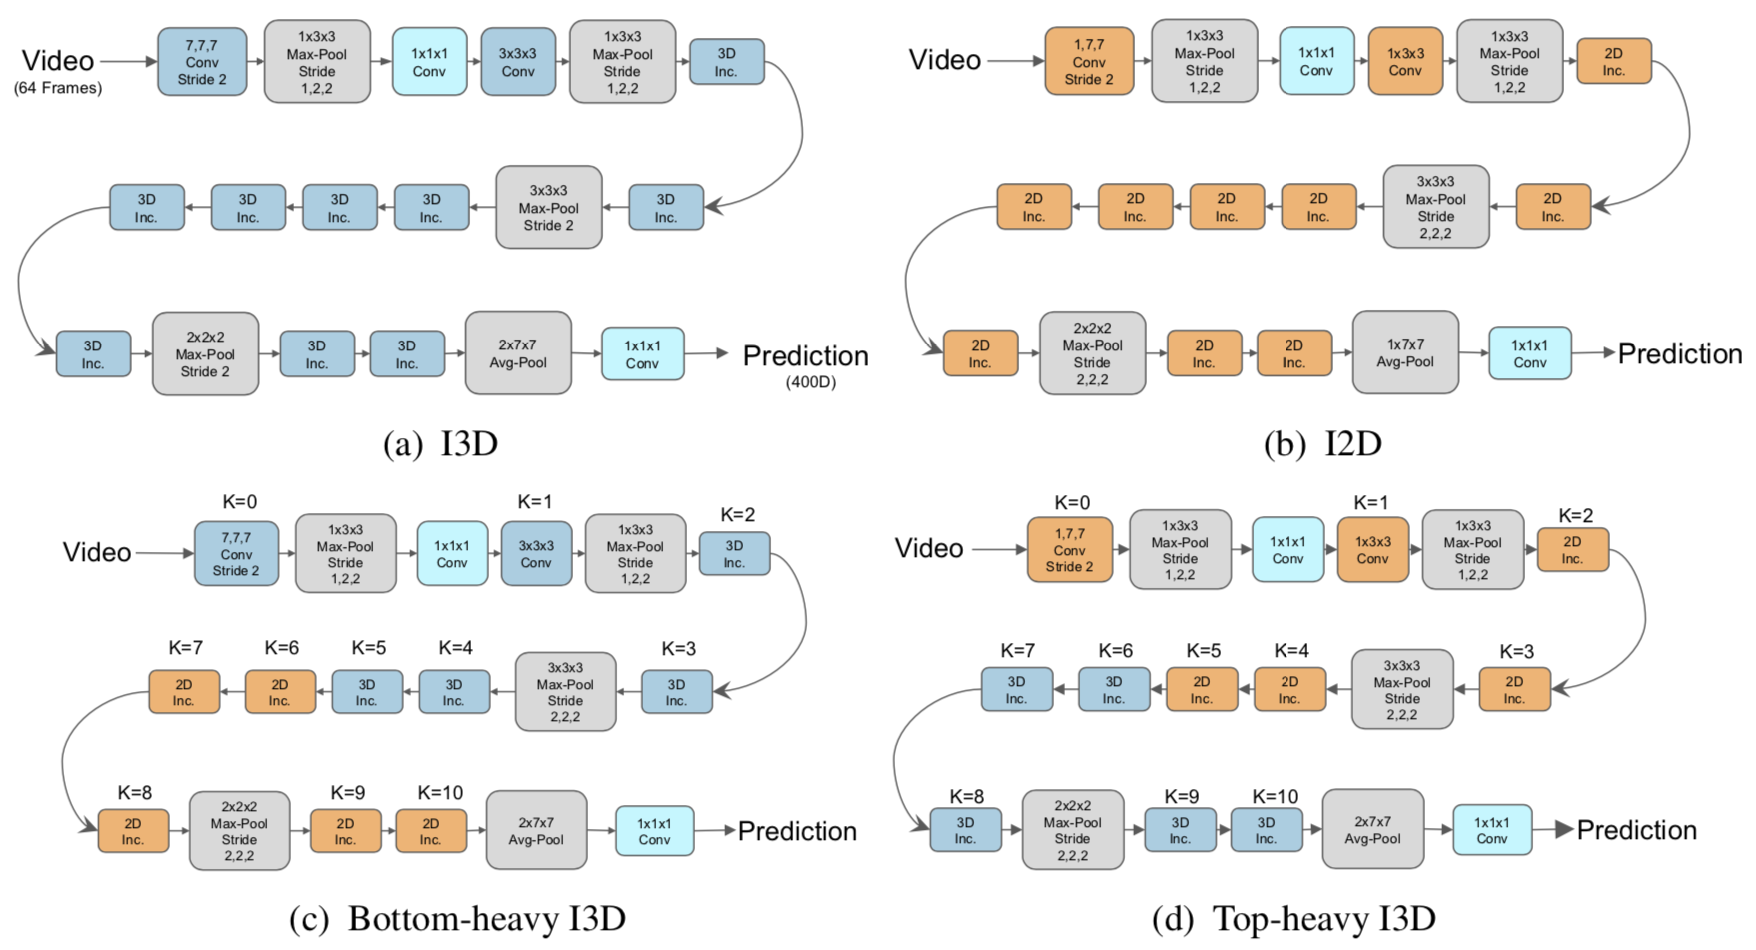 Video
(64 Frames)
7,7,7
Conv
Stride 2
1x3x3
Max-Pool
Stride
1,2,2
1x1x1
Conv
3x3x3
Conv
1x3x3
Max-Pool
Stride
1,2,2
3D
Inc.
3D
Inc.
3D
Inc.
3D
Inc.
3D
Inc.
3x3x3
Max-Pool
Stride 2
3D
Inc.
3D
Inc.
2x2x2
Max-Pool
Stride 2
3D
Inc.
3D
Inc.
2x7x7
Avg-Pool
1x1x1
Conv
Prediction
(400D)
(a) I3D
Video
1,7,7
Conv
Stride 2
1x3x3
Max-Pool
Stride
1,2,2
1x1x1
Conv
1x3x3
Conv
1x3x3
Max-Pool
Stride
1,2,2
2D
Inc.
2D
Inc.
2D
Inc.
2D
Inc.
2D
Inc.
3x3x3
Max-Pool
Stride
2,2,2
2D
Inc.
2D
Inc.
2x2x2
Max-Pool
Stride
2,2,2
2D
Inc.
2D
Inc.
1x7x7
Avg-Pool
1x1x1
Conv
Prediction
(b) I2D
K=0
K=1
K=2
Video
7,7,7
Conv
Stride 2
1x3x3
Max-Pool
Stride
1,2,2
1x1x1
Conv
3x3x3
Conv
1x3x3
Max-Pool
Stride
1,2,2
3D
Inc.
K=7
K=6
K=5
K=4
K=3
2D
Inc.
2D
Inc.
3D
Inc.
3D
Inc.
3x3x3
Max-Pool
Stride
2,2,2
3D
Inc.
K=8
K=9
K=10
2D
Inc.
2x2x2
Max-Pool
Stride
2,2,2
2D
Inc.
2D
Inc.
2x7x7
Avg-Pool
1x1x1
Conv
Prediction
(c) Bottom-heavy I3D
K=0
K=1
K=2
Video
1,7,7
Conv
Stride 2
1x3x3
Max-Pool
Stride
1,2,2
1x1x1
Conv
1x3x3
Conv
1x3x3
Max-Pool
Stride
1,2,2
2D
Inc.
K=7
K=6
K=5
K=4
K=3
3D
Inc.
3D
Inc.
2D
Inc.
2D
Inc.
3x3x3
Max-Pool
Stride
2,2,2
2D
Inc.
K=8
K=9
K=10
3D
Inc.
2x2x2
Max-Pool
Stride
2,2,2
3D
Inc.
3D
Inc.
2x7x7
Avg-Pool
1x1x1
Conv
Prediction
(d) Top-heavy I3D